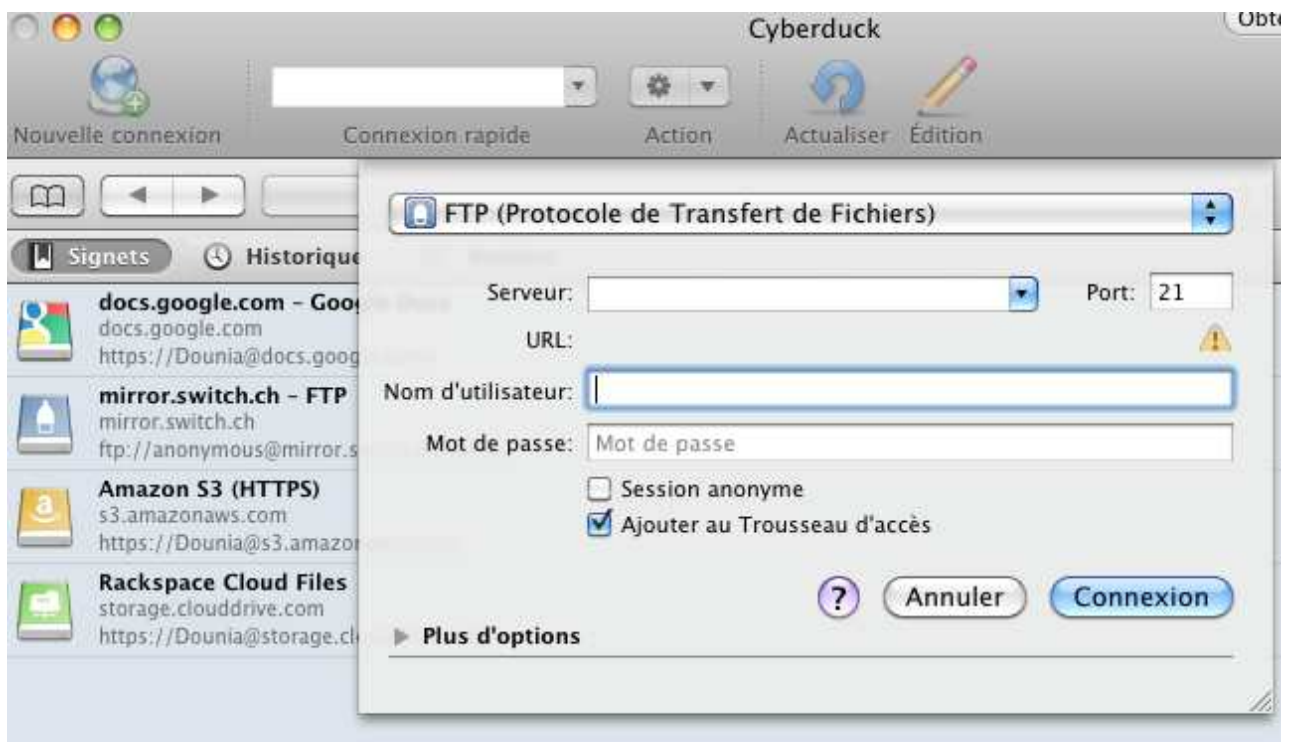 Cyberduck
Obte
Nouvelle connexion
Connexion rapide
Action
Actualiser
Édition
FTP (Protocole de Transfert de Fichiers)
Signets
Historique
Serveur:
Port: 21
URL:
Nom d'utilisateur:
Mot de passe: Mot de passe
Session anonyme
Ajouter au Trousseau d'accès
? Annuler Connexion
Plus d'options
docs.google.com – Goog
docs.google.com
https://Dounia@docs.goog
mirror.switch.ch – FTP
mirror.switch.ch
ftp://anonymous@mirror.s
Amazon S3 (HTTPS)
s3.amazonaws.com
https://Dounia@s3.amazon
Rackspace Cloud Files
storage.clouddrive.com
https://Dounia@storage.cl